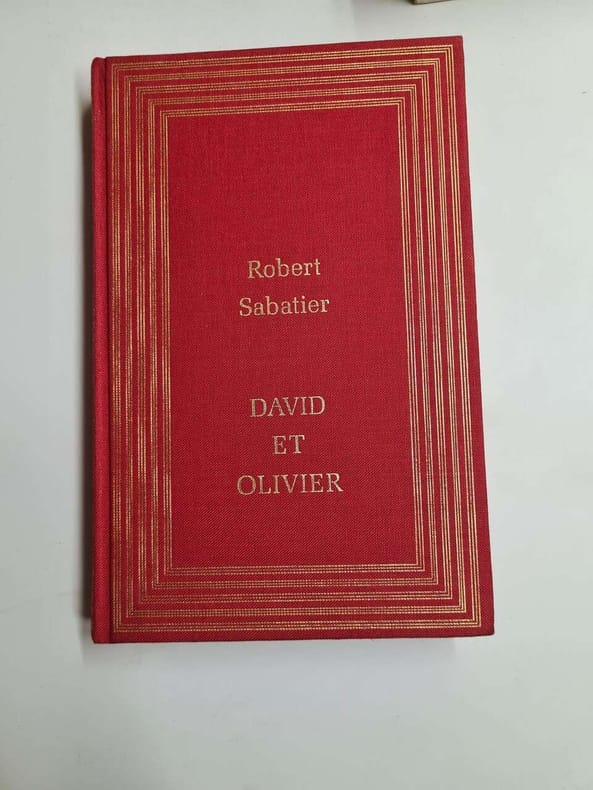 Robert
Sabatier
DAVID
ET
OLIVIER